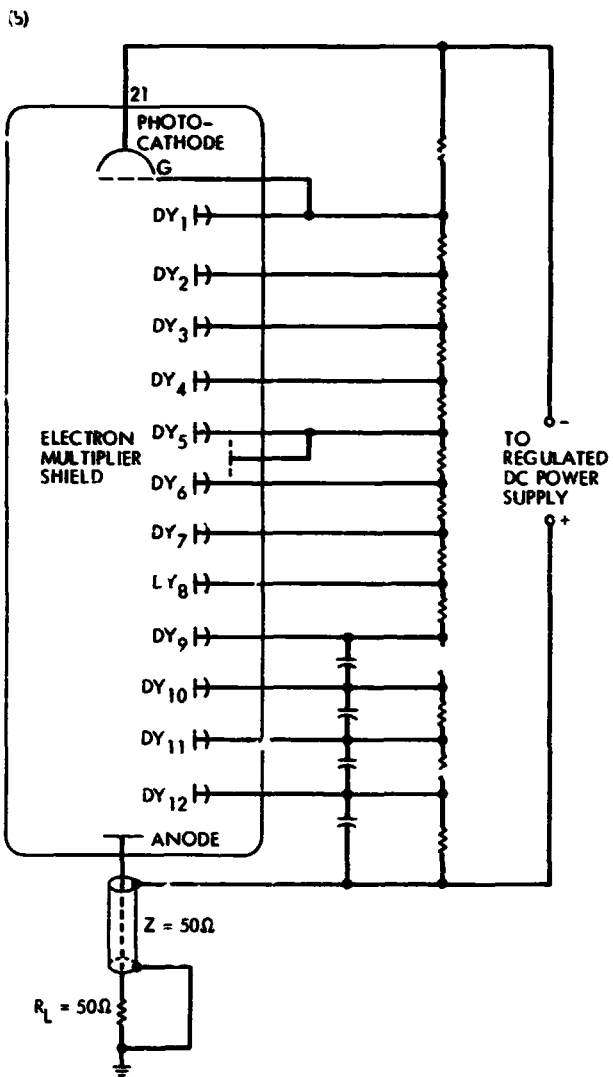 (b)
21
PHOTO-
CATHODE
G
DY1
DY2
DY3
DY4
ELECTRON
MULTIPLIER
SHIELD
DY5
DY6
DY7
LY8
DY9
DY10
DY11
DY12
ANODE
-
TO
REGULATED
DC POWER
SUPPLY
+
Z = 50Ω
RL = 50Ω